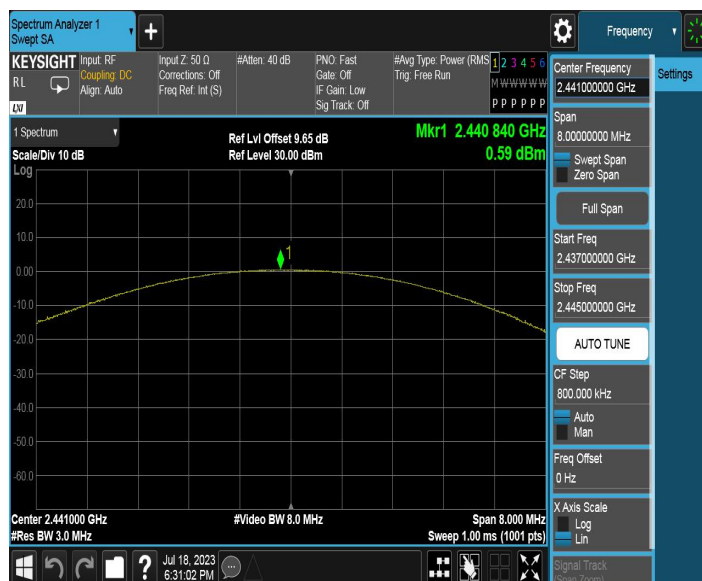 Spectrum Analyzer 1
Swept SA
+
Frequency
KEYSIGHT
RL
LXI
Input: RF
Coupling: DC
Align: Auto
Input Z: 50 Ω
Corrections: Off
Freq Ref: Int (S)
#Atten: 40 dB
PNO: Fast
Gate: Off
IF Gain: Low
Sig Track: Off
#Avg Type: Power (RMS
Trig: Free Run
1 2 3 4 5 6
M W W W W W
P P P P P P
1 Spectrum
Scale/Div 10 dB
Log
Ref Lvl Offset 9.65 dB
Ref Level 30.00 dBm
Mkr1 2.440 840 GHz
0.59 dBm
20.0
10.0
0.00
-10.0
-20.0
-30.0
-40.0
-50.0
-60.0
1
Center 2.441000 GHz
#Res BW 3.0 MHz
#Video BW 8.0 MHz
Span 8.000 MHz
Sweep 1.00 ms (1001 pts)
Center Frequency
2.441000000 GHz
Settings
Span
8.00000000 MHz
Swept Span
Zero Span
Full Span
Start Freq
2.437000000 GHz
Stop Freq
2.445000000 GHz
AUTO TUNE
CF Step
800.000 kHz
Auto
Man
Freq Offset
0 Hz
X Axis Scale
Log
Lin
Signal Track
(Span Zoom)
?
Jul 18, 2023
6:31:02 PM